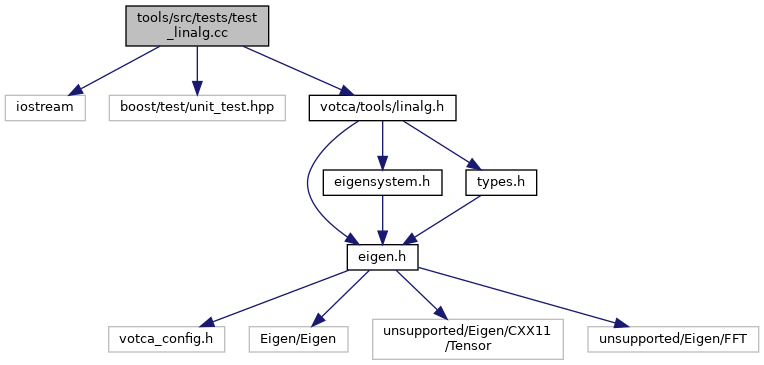 tools/src/tests/test
_linalg.cc
iostream
boost/test/unit_test.hpp
votca/tools/linalg.h
eigensystem.h
types.h
eigen.h
votca_config.h
Eigen/Eigen
unsupported/Eigen/CXX11
/Tensor
unsupported/Eigen/FFT